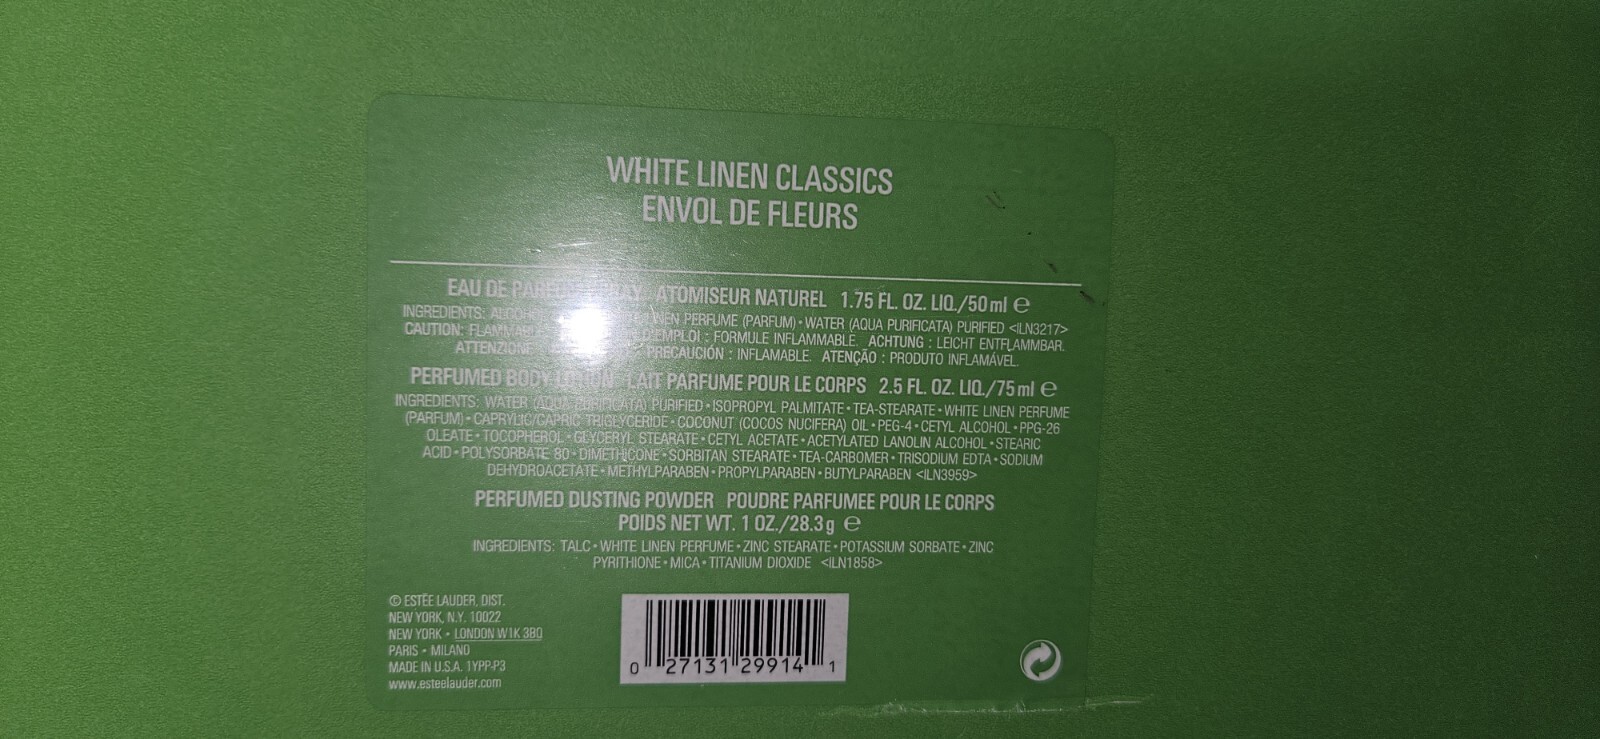 WHITE LINEN CLASSICS
ENVOL DE FLEURS
EAU DE ATOMISEUR NATUREL 1.75 FL. OZ. LIQ./50 ml e
INGREDIENTS: PERFUME (PARFUM) • WATER (AQUA PURIFICATA) PURIFIED <ILN3217>
CAUTION: D'EMPLOI : FORMULE INFLAMMABLE. ACHTUNG : LEICHT ENTFLAMMBAR.
ATTENZIONE PRECAUCIÓN : INFLAMABLE. ATENÇÃO : PRODUTO INFLAMÁVEL.
PERFUMED BODY LOTION LAIT PARFUME POUR LE CORPS 2.5 FL. OZ. LIQ./75 ml e
INGREDIENTS: WATER (AQUA PURIFICATA) PURIFIED • ISOPROPYL PALMITATE • TEA-STEARATE • WHITE LINEN PERFUME
(PARFUM) • CAPRYLIC/CAPRIC TRIGLYCERIDE • COCONUT (COCOS NUCIFERA) OIL • PEG-4 • CETYL ALCOHOL • PPG-26
OLEATE • TOCOPHEROL • GLYCERYL STEARATE • CETYL ACETATE • ACETYLATED LANOLIN ALCOHOL • STEARIC
ACID • POLYSORBATE 80 • DIMETHICONE • SORBITAN STEARATE • TEA-CARBOMER • TRISODIUM EDTA • SODIUM
DEHYDROACETATE • METHYLPARABEN • PROPYLPARABEN • BUTYLPARABEN <ILN3959>
PERFUMED DUSTING POWDER POUDRE PARFUMEE POUR LE CORPS
POIDS NET WT. 1 OZ./28.3 g e
INGREDIENTS: TALC • WHITE LINEN PERFUME • ZINC STEARATE • POTASSIUM SORBATE • ZINC
PYRITHIONE • MICA • TITANIUM DIOXIDE <ILN1858>
© ESTÉE LAUDER, DIST.
NEW YORK, N.Y. 10022
NEW YORK • LONDON W1K 3BQ
PARIS • MILANO
MADE IN U.S.A. 1YPP-P3
www.esteelauder.com
0 27131 29914 1